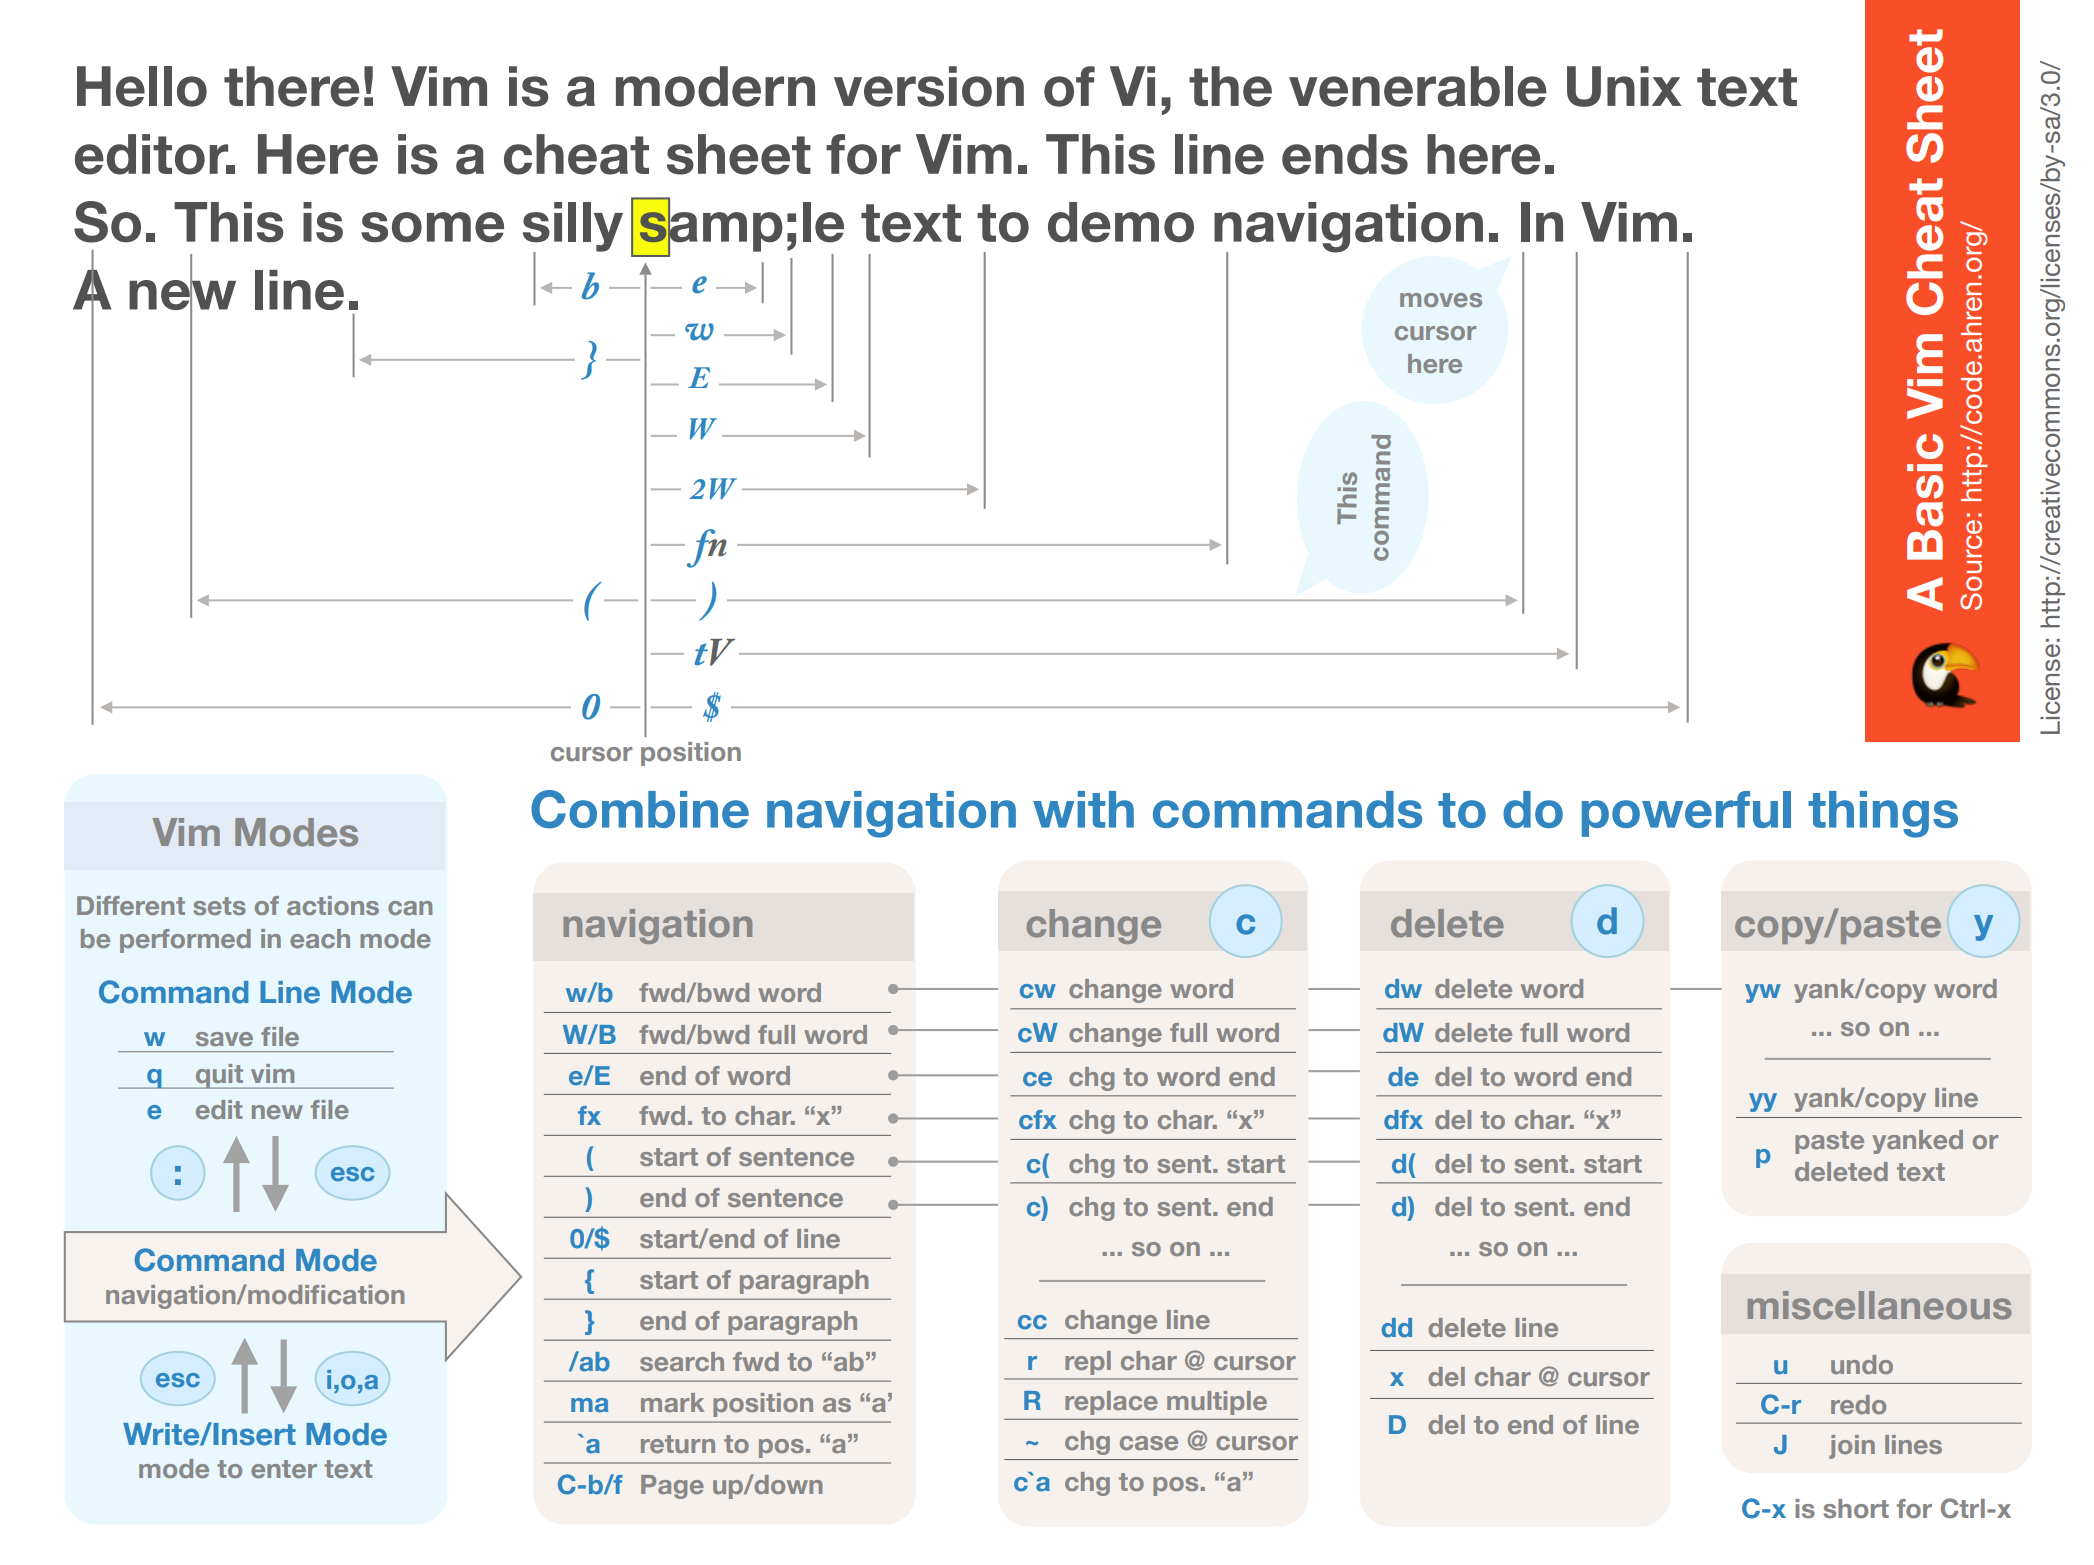 Hello there! Vim is a modern version of Vi, the venerable Unix text
editor. Here is a cheat sheet for Vim. This line ends here.
So. This is some silly samp;le text to demo navigation. In Vim.
A new line.
b e
w
}
E
W
2W
fn
( )
tV
0 $
cursor position
moves
cursor
here
This
command
A Basic Vim Cheat Sheet
Source: http://code.ahren.org/
License: http://creativecommons.org/licenses/by-sa/3.0/
Vim Modes
Different sets of actions can
be performed in each mode
Command Line Mode
w save file
q quit vim
e edit new file
: esc
Command Mode
navigation/modification
esc i,o,a
Write/Insert Mode
mode to enter text
Combine navigation with commands to do powerful things
navigation
w/b fwd/bwd word
W/B fwd/bwd full word
e/E end of word
fx fwd. to char. “x”
( start of sentence
) end of sentence
0/$ start/end of line
{ start of paragraph
} end of paragraph
/ab search fwd to “ab”
ma mark position as “a’
`a return to pos. “a”
C-b/f Page up/down
change c
cw change word
cW change full word
ce chg to word end
cfx chg to char. “x”
c( chg to sent. start
c) chg to sent. end
... so on ...
cc change line
r repl char @ cursor
R replace multiple
~ chg case @ cursor
c`a chg to pos. “a”
delete d
dw delete word
dW delete full word
de del to word end
dfx del to char. “x”
d( del to sent. start
d) del to sent. end
... so on ...
dd delete line
x del char @ cursor
D del to end of line
copy/paste y
yw yank/copy word
... so on ...
yy yank/copy line
p paste yanked or
deleted text
miscellaneous
u undo
C-r redo
J join lines
C-x is short for Ctrl-x